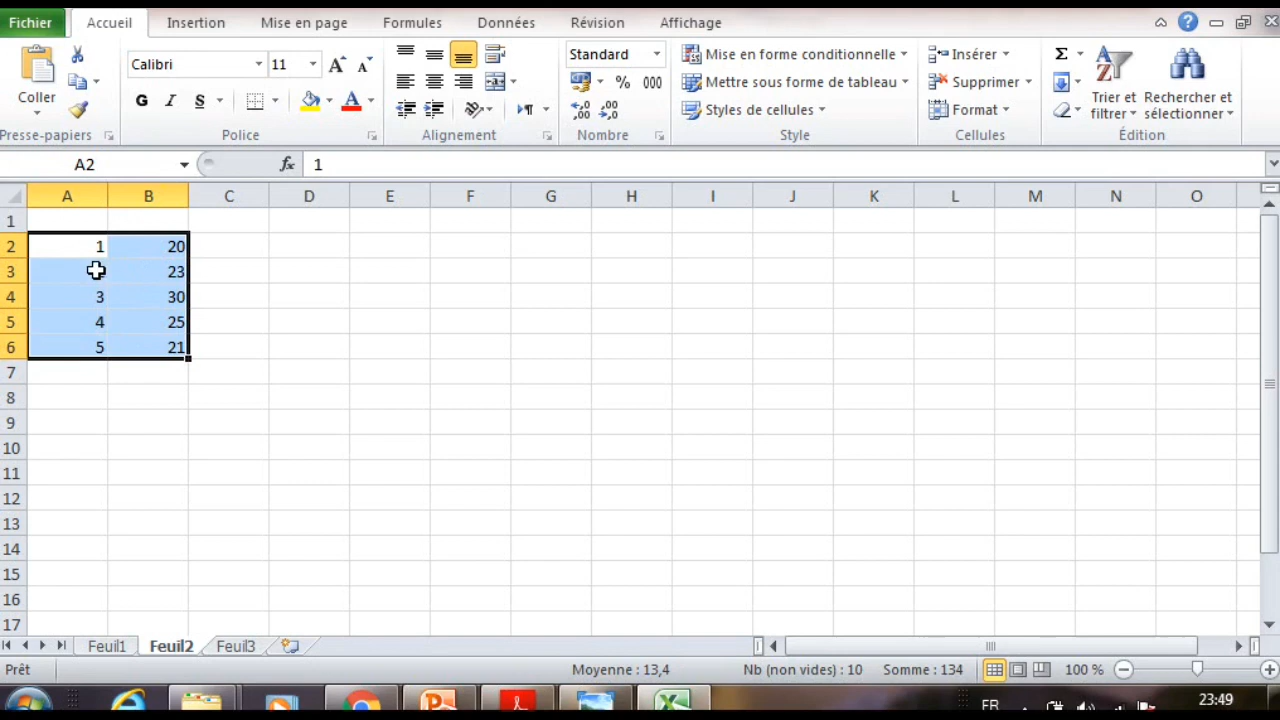 Fichier Accueil Insertion Mise en page Formules Données Révision Affichage
Coller
Presse-papiers
Calibri 11
G I S
Police
Alignement
Standard
% 000
Nombre
Mise en forme conditionnelle
Mettre sous forme de tableau
Styles de cellules
Style
Insérer
Supprimer
Format
Cellules
Σ
Trier et filtrer
Rechercher et sélectionner
Édition
A2 fx 1
A B C D E F G H I J K L M N O
1
2 1 20
3 23
4 3 30
5 4 25
6 5 21
7
8
9
10
11
12
13
14
15
16
17
Feuil1 Feuil2 Feuil3
Prêt Moyenne : 13,4 Nb (non vides) : 10 Somme : 134 100 %
FR 23:49